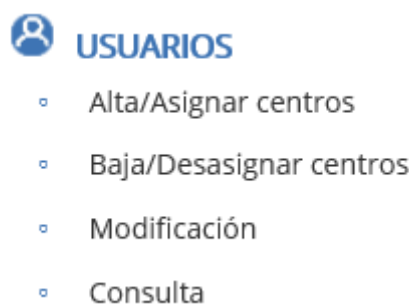 USUARIOS
Alta/Asignar centros
Baja/Desasignar centros
Modificación
Consulta